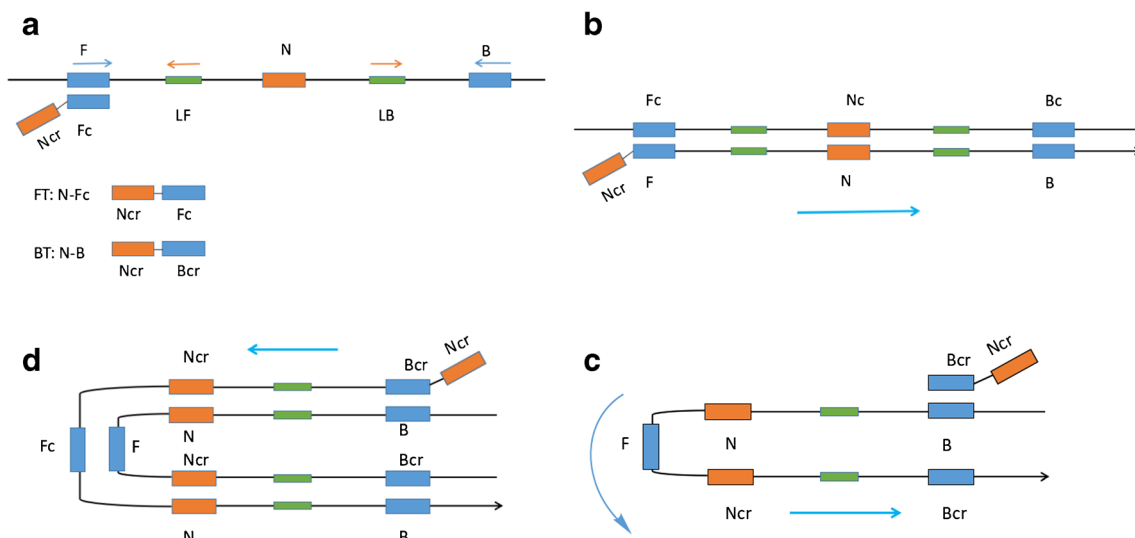 a
F N B
LF LB
Ncr Fc
FT: N-Fc
Ncr Fc
BT: N-B
Ncr Bcr
b
Fc Nc Bc
Ncr F N B
d
Ncr Bcr Ncr
Fc F N B
Ncr Bcr
N B
c
Bcr Ncr
F N B
Ncr Bcr